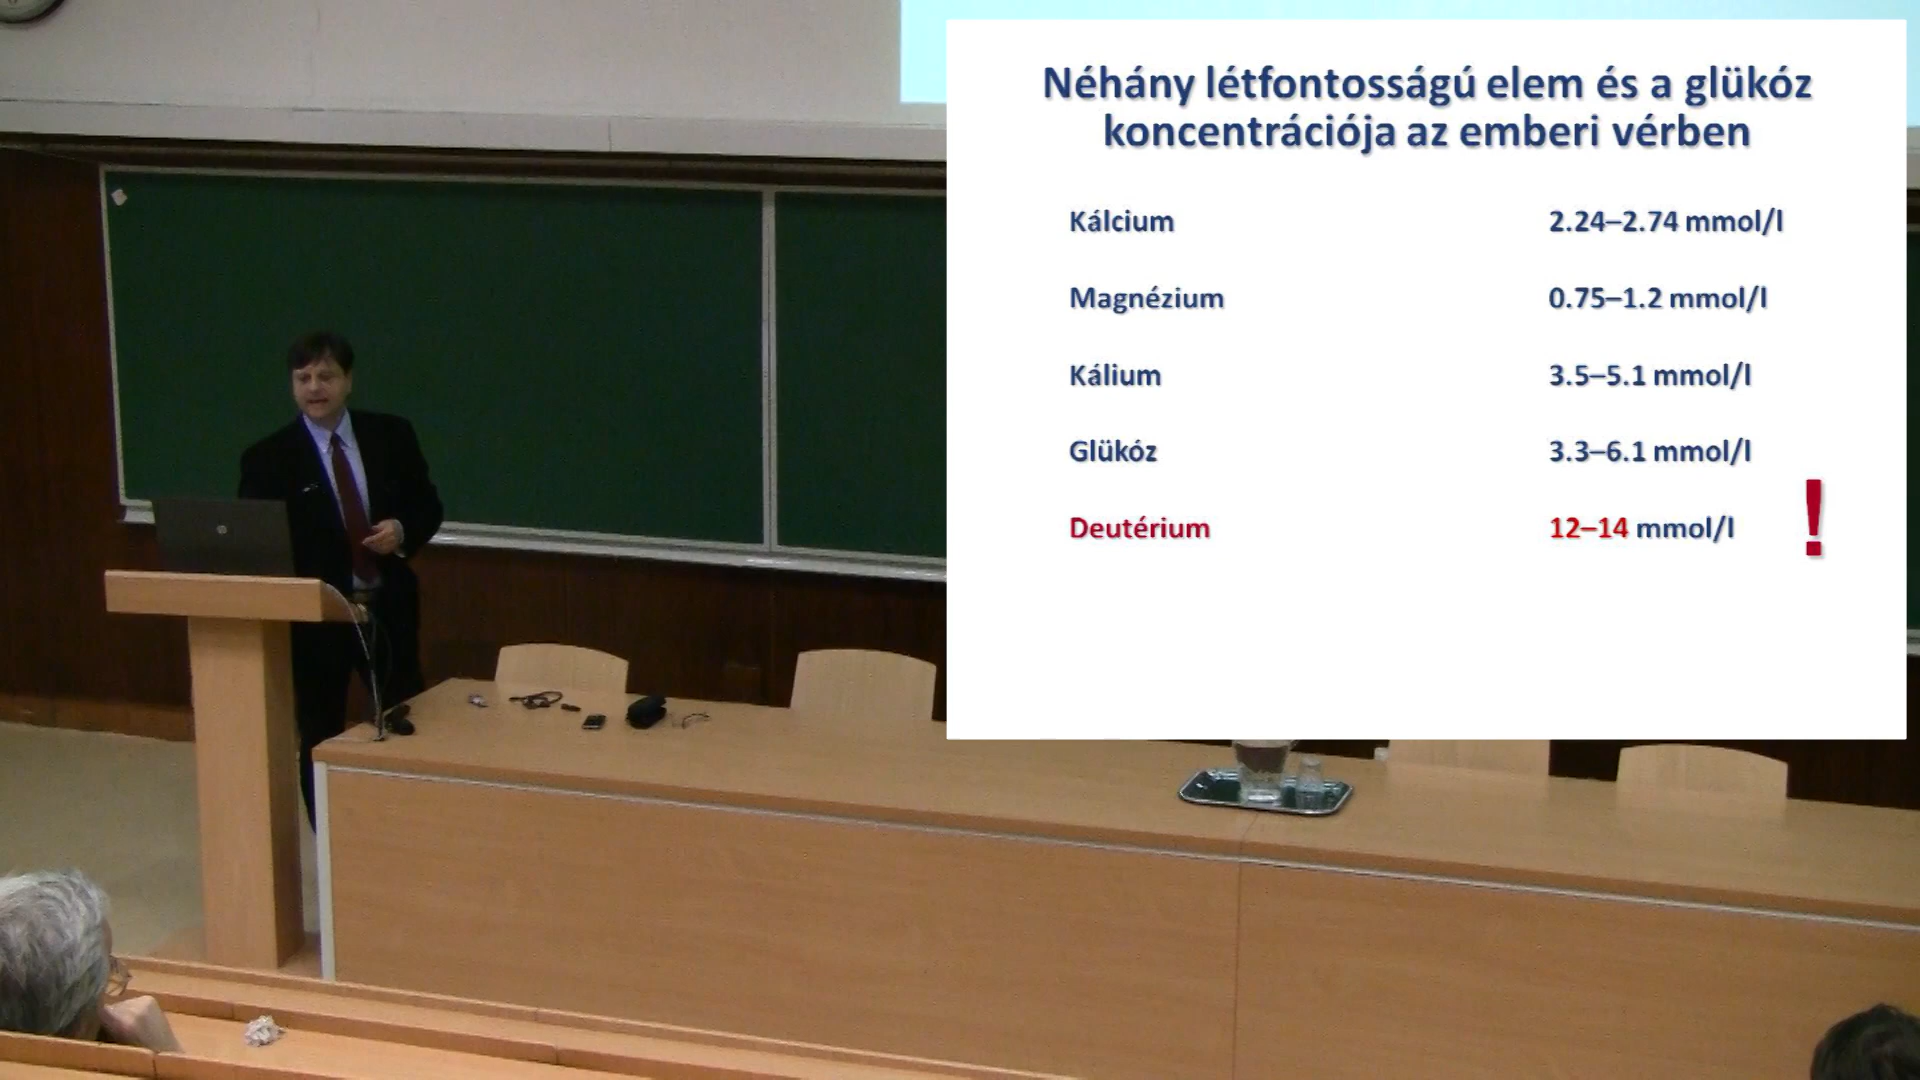 Néhány létfontosságú elem és a glükóz
koncentrációja az emberi vérben
Kálcium 2.24–2.74 mmol/l
Magnézium 0.75–1.2 mmol/l
Kálium 3.5–5.1 mmol/l
Glükóz 3.3–6.1 mmol/l
Deutérium 12–14 mmol/l !
hp